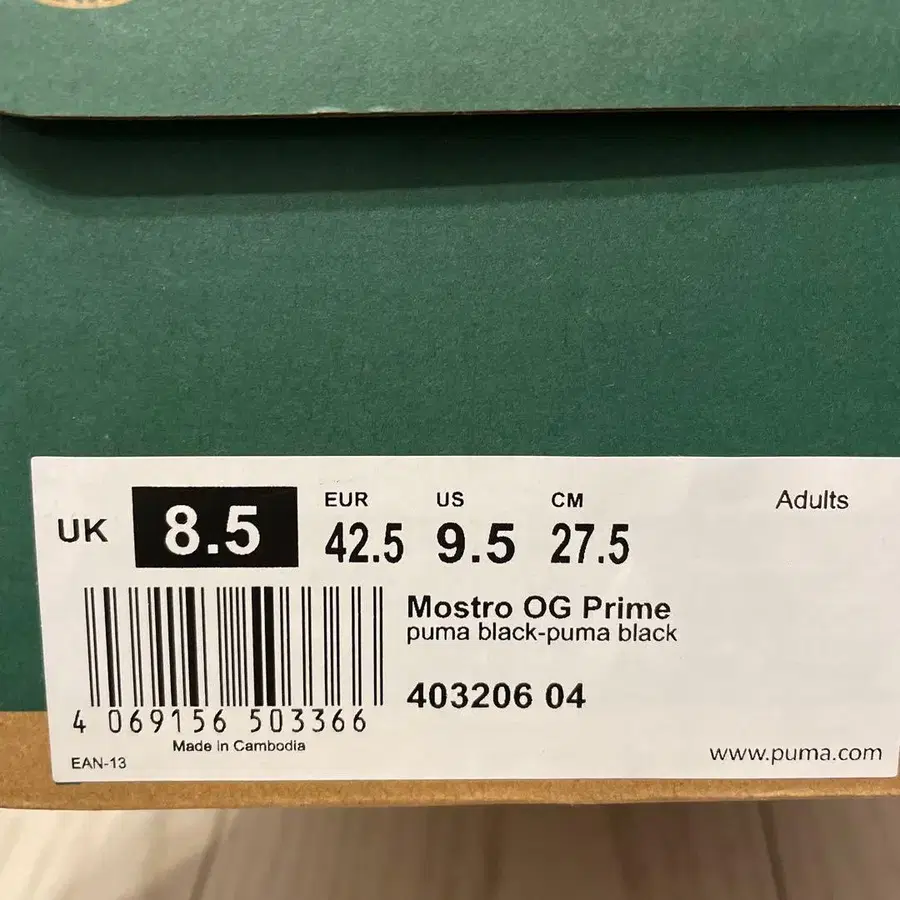 UK 8.5
EUR US CM Adults
42.5 9.5 27.5
Mostro OG Prime
puma black-puma black
403206 04
4 069156 503366
Made in Cambodia
EAN-13
www.puma.com